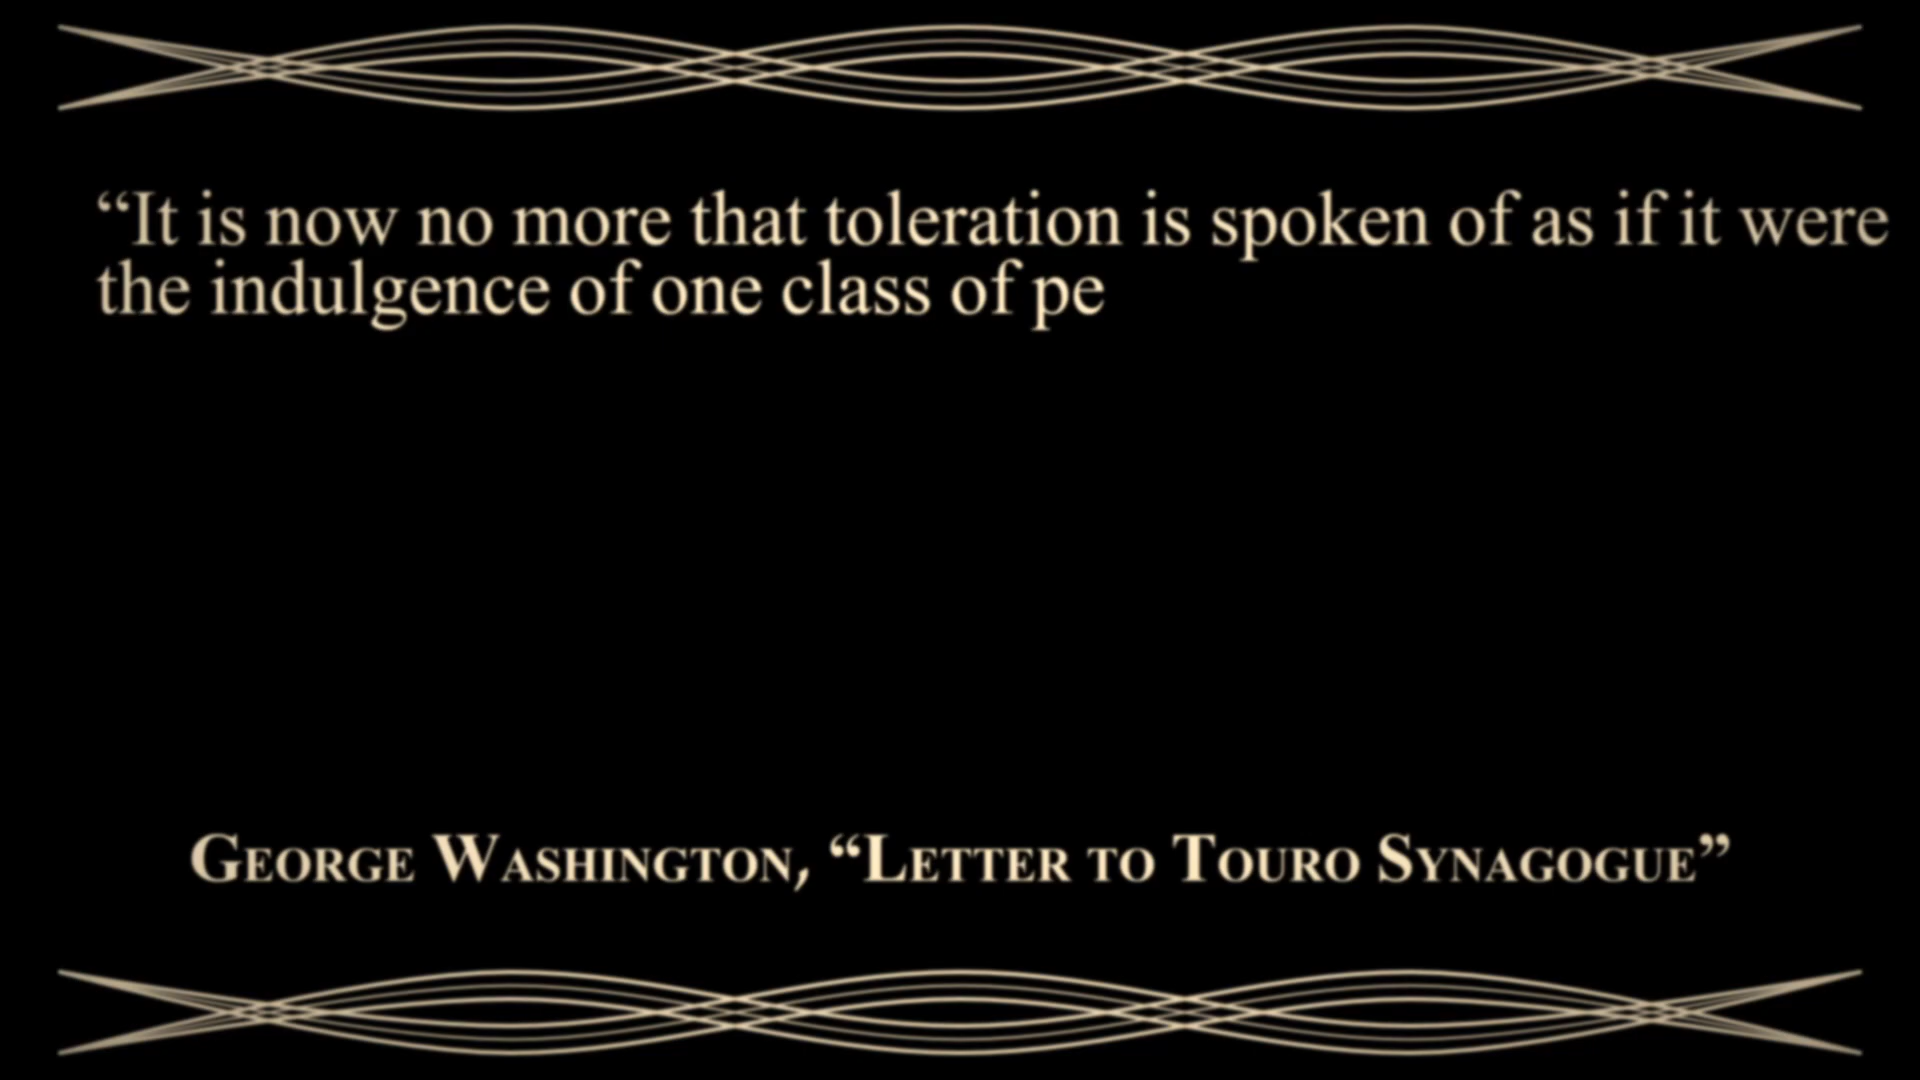 “It is now no more that toleration is spoken of as if it were
the indulgence of one class of pe
George Washington, “Letter to Touro Synagogue”